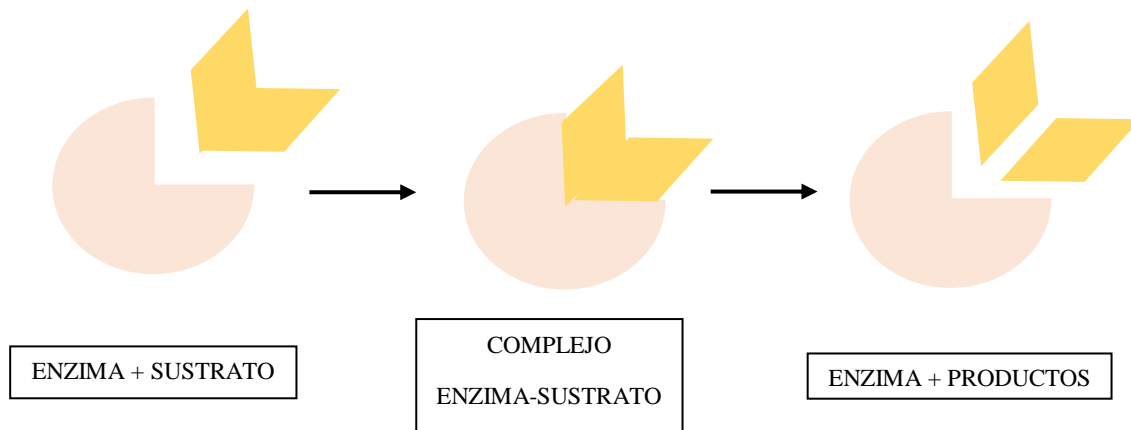 ENZIMA + SUSTRATO
COMPLEJO
ENZIMA-SUSTRATO
ENZIMA + PRODUCTOS